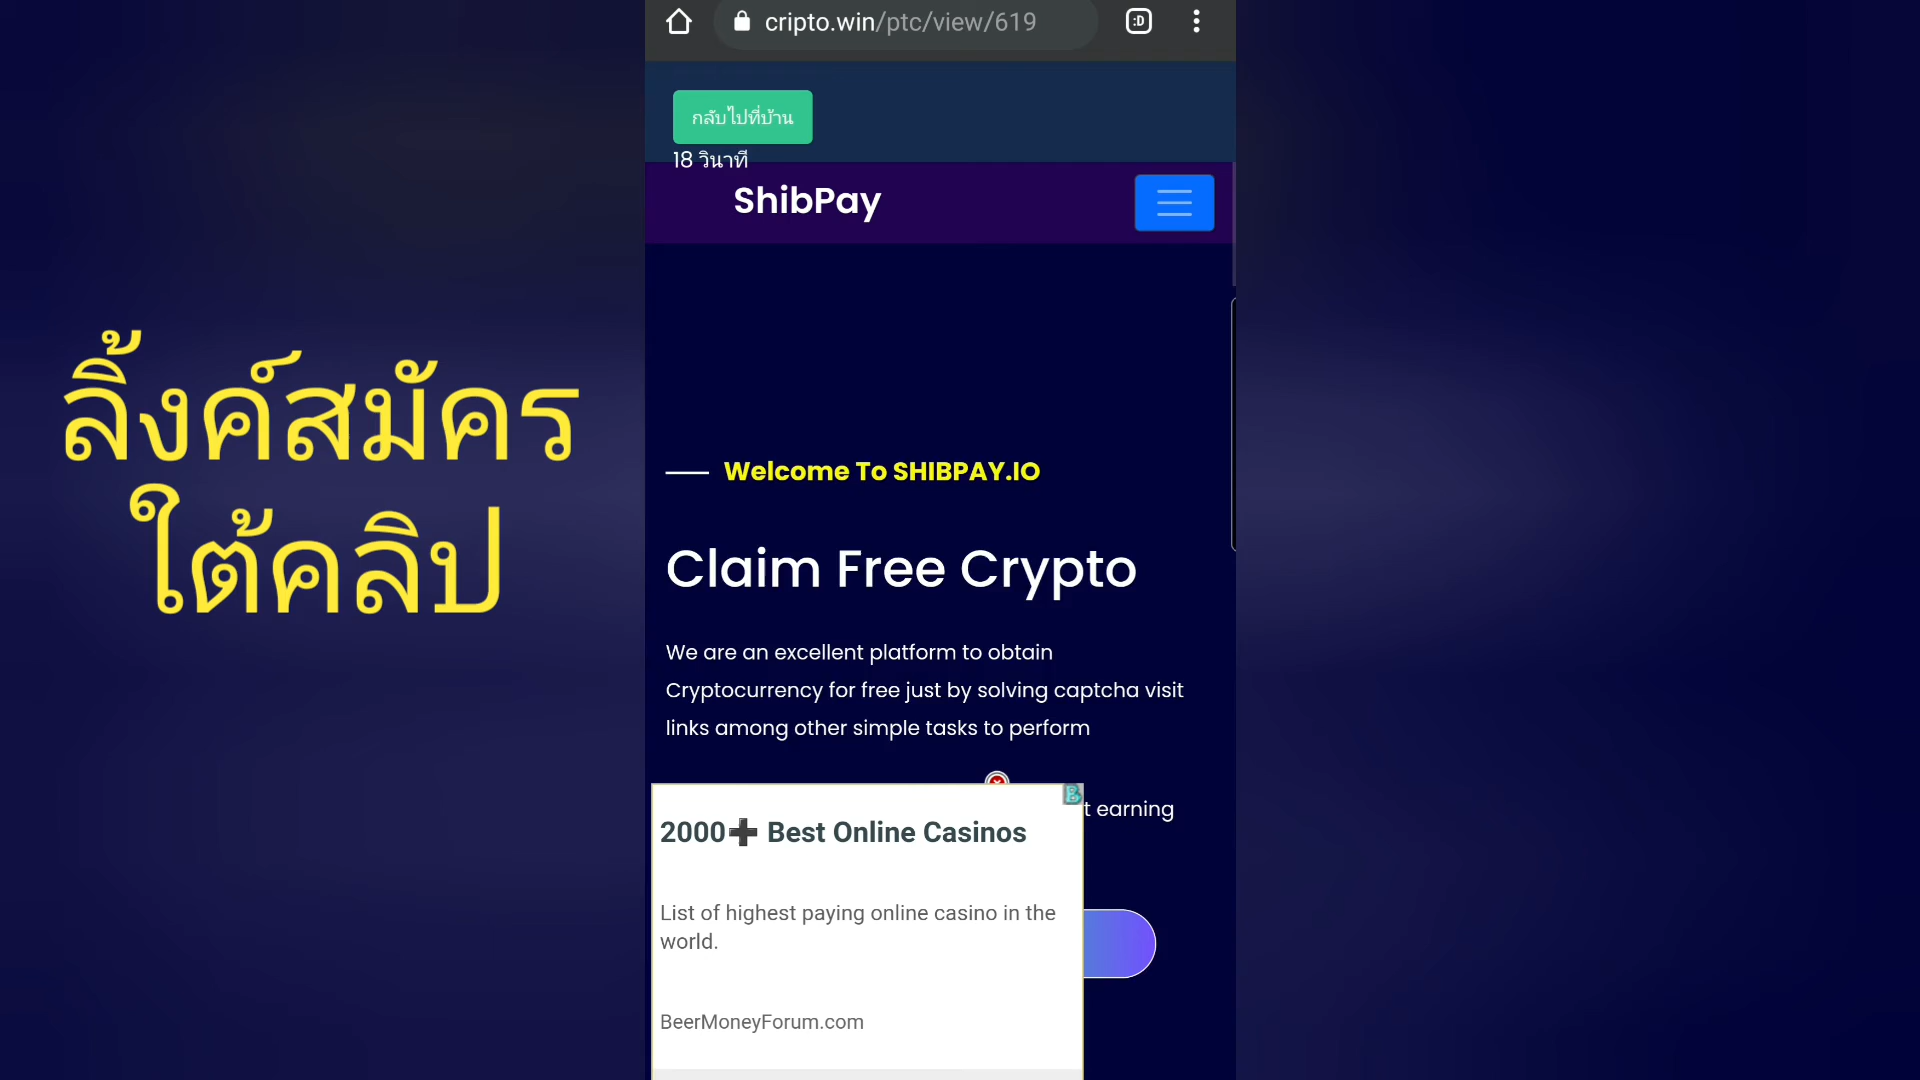 :D
cripto.win/ptc/view/619
กลับไปที่บ้าน
18 วินาที
ShibPay
ลิ้งค์สมัคร
ใต้คลิป
Welcome To SHIBPAY.IO
Claim Free Crypto
We are an excellent platform to obtain
Cryptocurrency for free just by solving captcha visit
links among other simple tasks to perform
t earning
2000➕ Best Online Casinos
List of highest paying online casino in the
world.
BeerMoneyForum.com